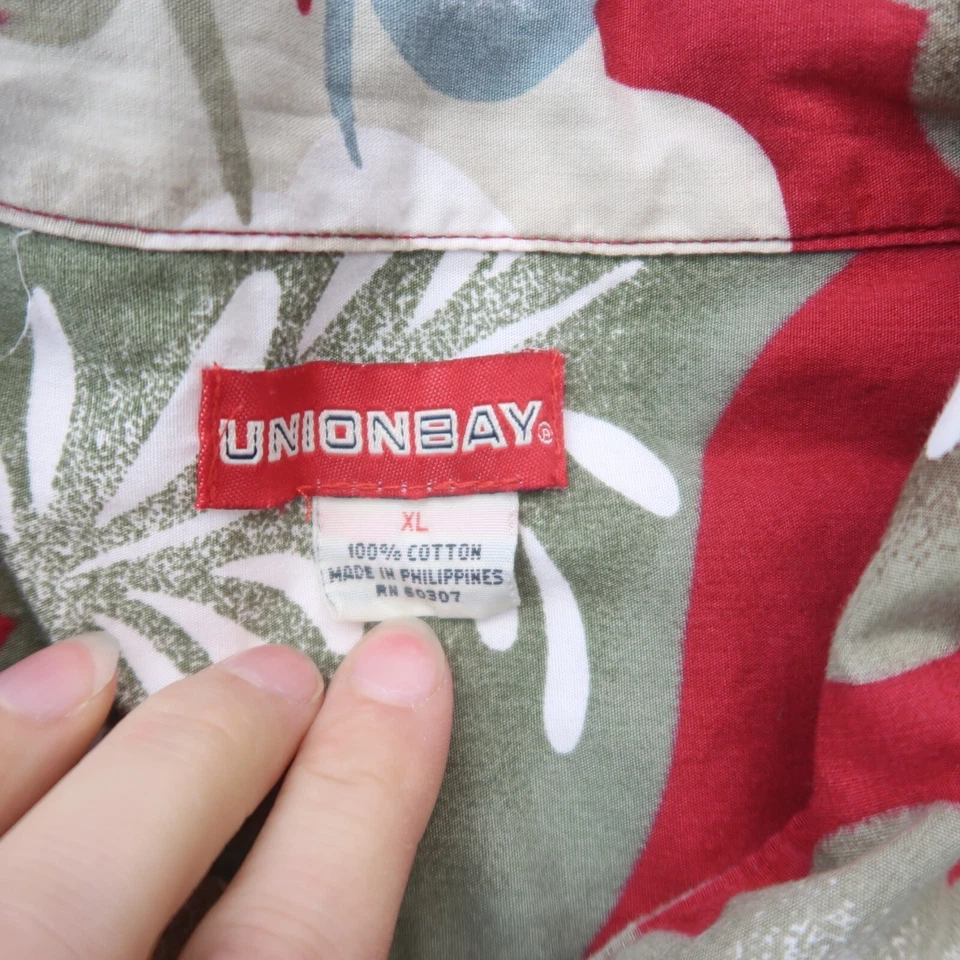 UNIONBAY®
XL
100% COTTON
MADE IN PHILIPPINES
RN 60307